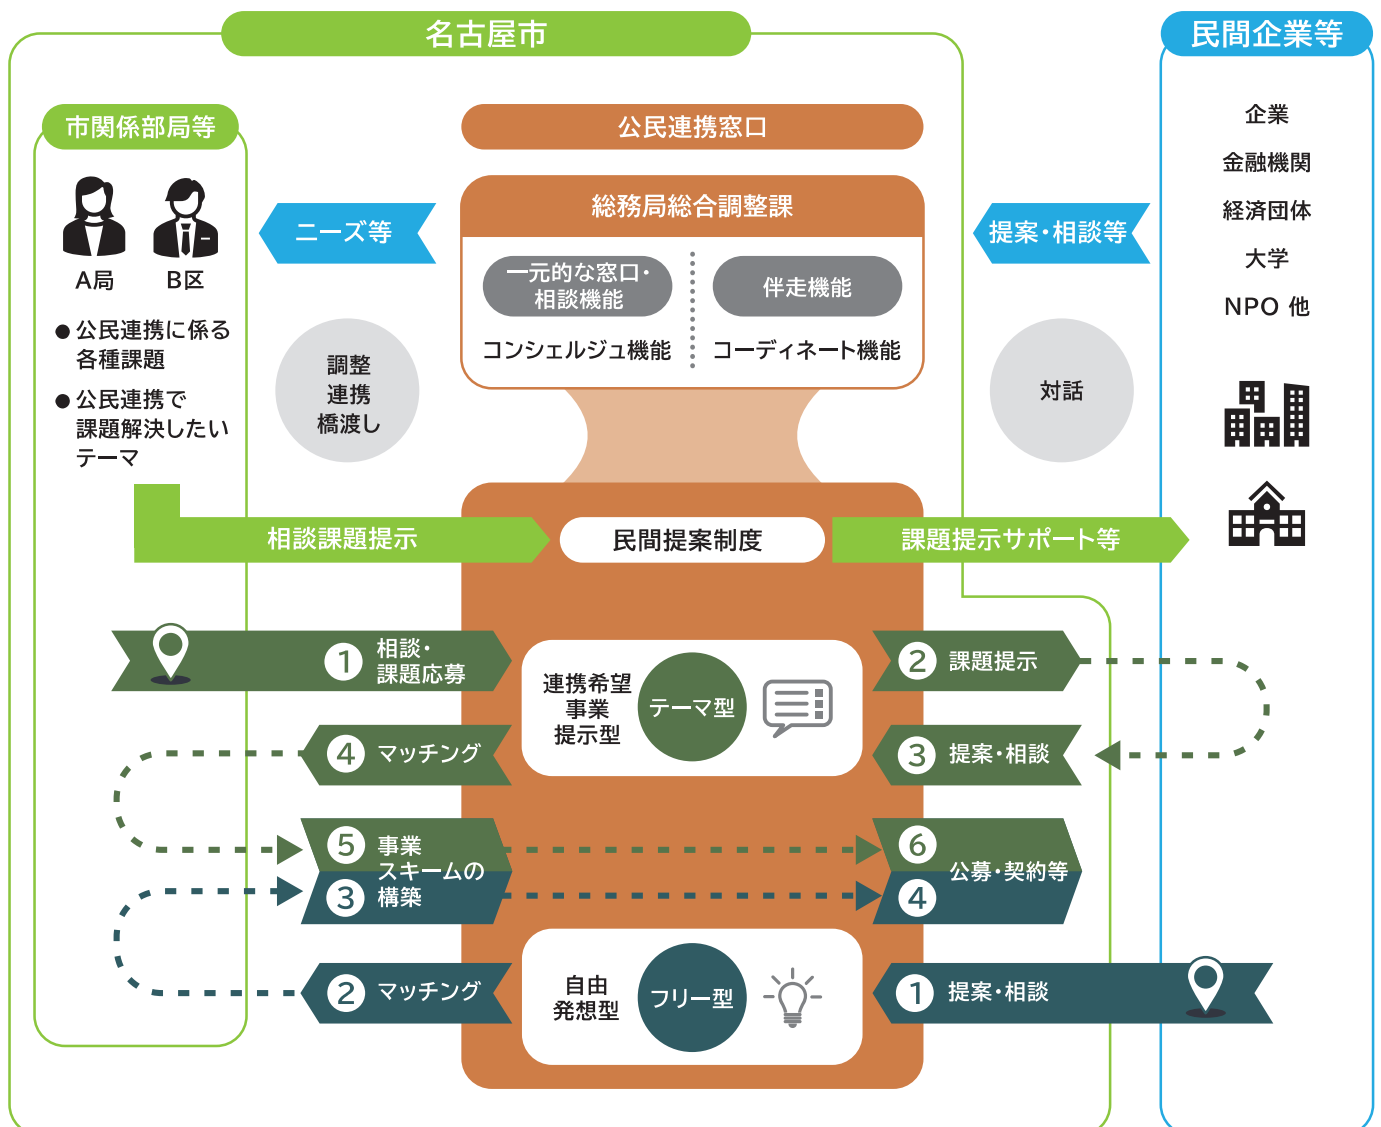 名古屋市
民間企業等
市関係部局等
A局
B区
● 公民連携に係る
各種課題
● 公民連携で
課題解決したい
テーマ
ニーズ等
調整
連携
橋渡し
公民連携窓口
総務局総合調整課
一元的な窓口・
相談機能
コンシェルジュ機能
伴走機能
コーディネート機能
提案・相談等
対話
企業
金融機関
経済団体
大学
NPO 他
相談課題提示
民間提案制度
課題提示サポート等
1 相談・
課題応募
連携希望
事業
提示型
テーマ型
2 課題提示
3 提案・相談
4 マッチング
5 事業
スキームの
3 構築
6
公募・契約等
4
2 マッチング
自由
発想型
フリー型
1 提案・相談